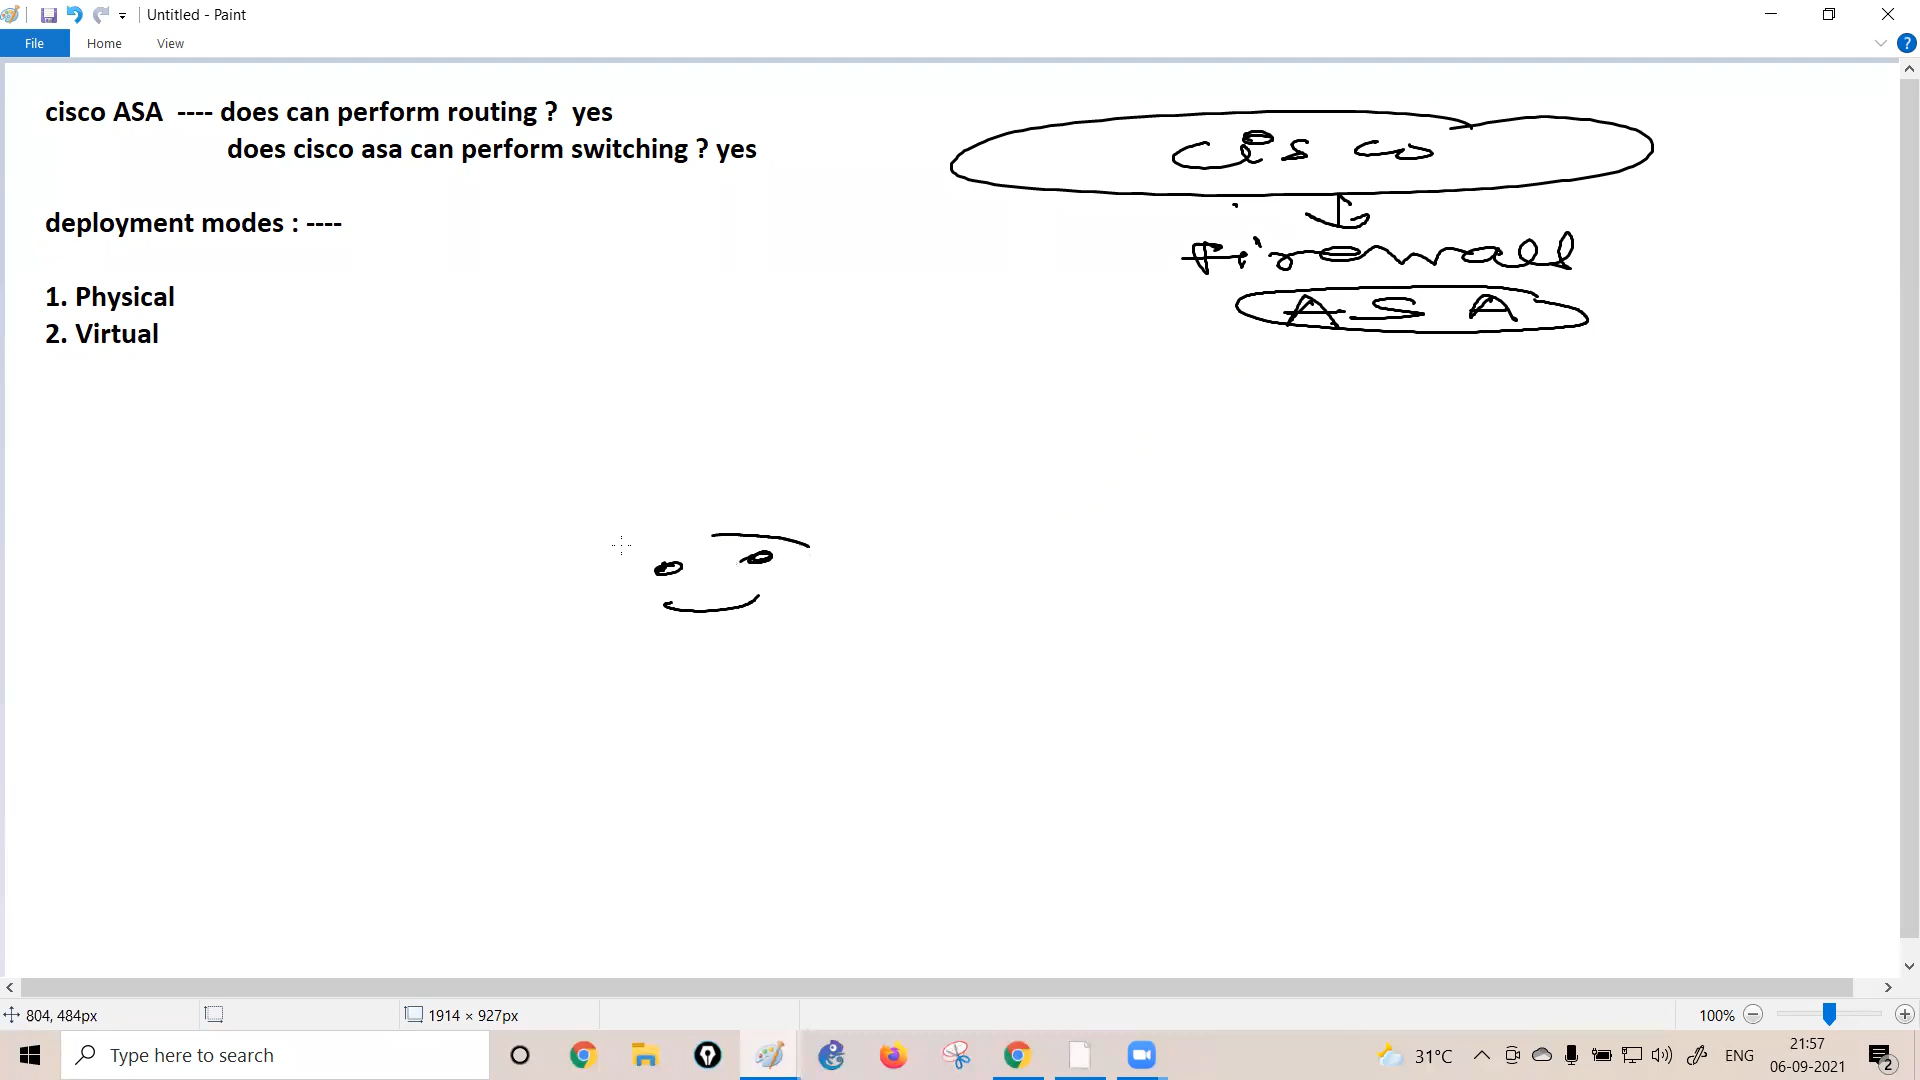 Untitled - Paint
File Home View
cisco ASA ---- does can perform routing ? yes
does cisco asa can perform switching ? yes
deployment modes : ----
1. Physical
2. Virtual
Cisco
Firewall
ASA
804, 484px
1914 × 927px
100%
Type here to search
31°C
ENG
21:57
06-09-2021
2